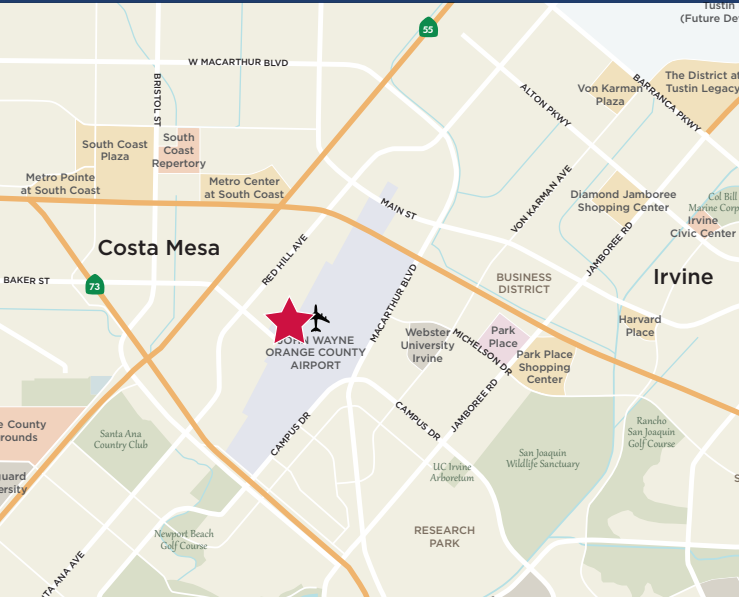 Tustin
(Future De
55
W MACARTHUR BLVD
BRISTOL ST
ALTON PKWY
Von Karman
Plaza
BARRANCA PKWY
The District at
Tustin Legacy
South Coast
Plaza
South
Coast
Repertory
Metro Pointe
at South Coast
Metro Center
at South Coast
MAIN ST
VON KARMAN AVE
Diamond Jamboree
Shopping Center
Col Bill
Marine Corp
Irvine
Civic Center
JAMBOREE RD
Costa Mesa
RED HILL AVE
BAKER ST
73
MACARTHUR BLVD
BUSINESS
DISTRICT
Irvine
JOHN WAYNE
ORANGE COUNTY
AIRPORT
Webster
University
Irvine
MICHELSON DR
Park
Place
Park Place
Shopping
Center
Harvard
Place
JAMBOREE RD
CAMPUS DR
CAMPUS DR
e County
rounds
Santa Ana
Country Club
uard
ersity
UC Irvine
Arboretum
San Joaquin
Wildlife Sanctuary
Rancho
San Joaquin
Golf Course
S
Newport Beach
Golf Course
RESEARCH
PARK
TA ANA AVE